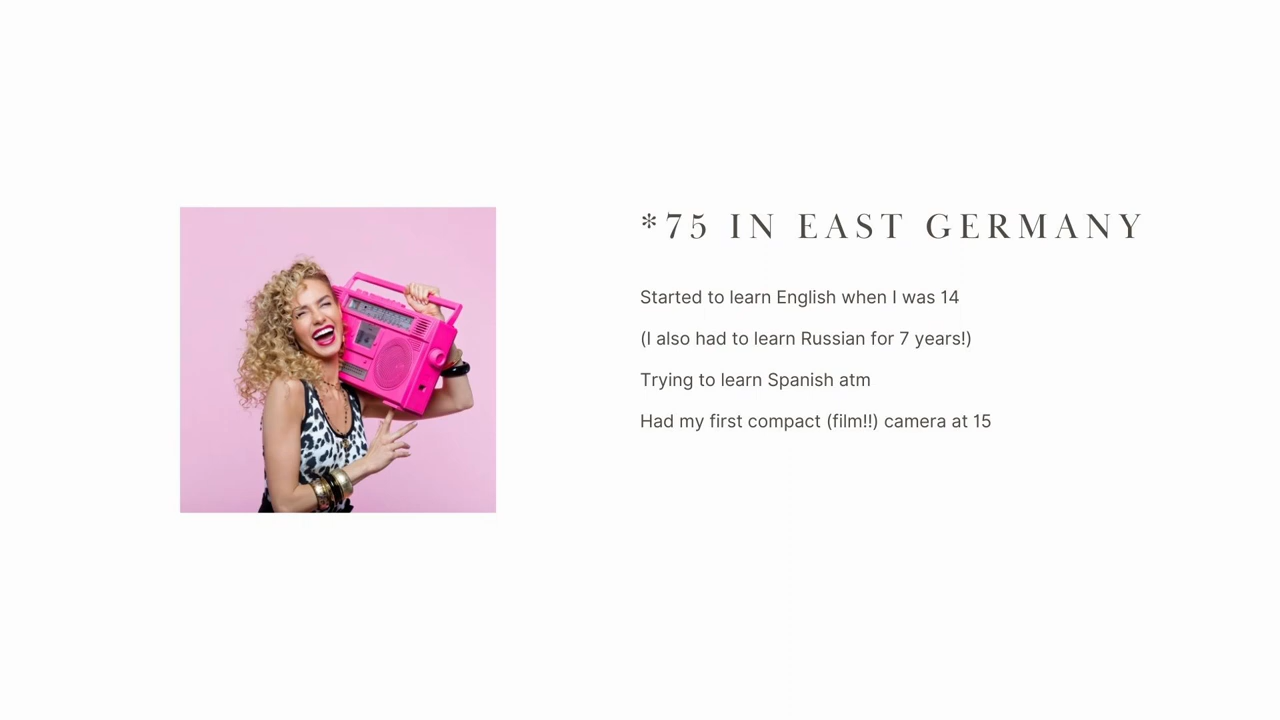 *75 IN EAST GERMANY
Started to learn English when I was 14
(I also had to learn Russian for 7 years!)
Trying to learn Spanish atm
Had my first compact (film!!) camera at 15